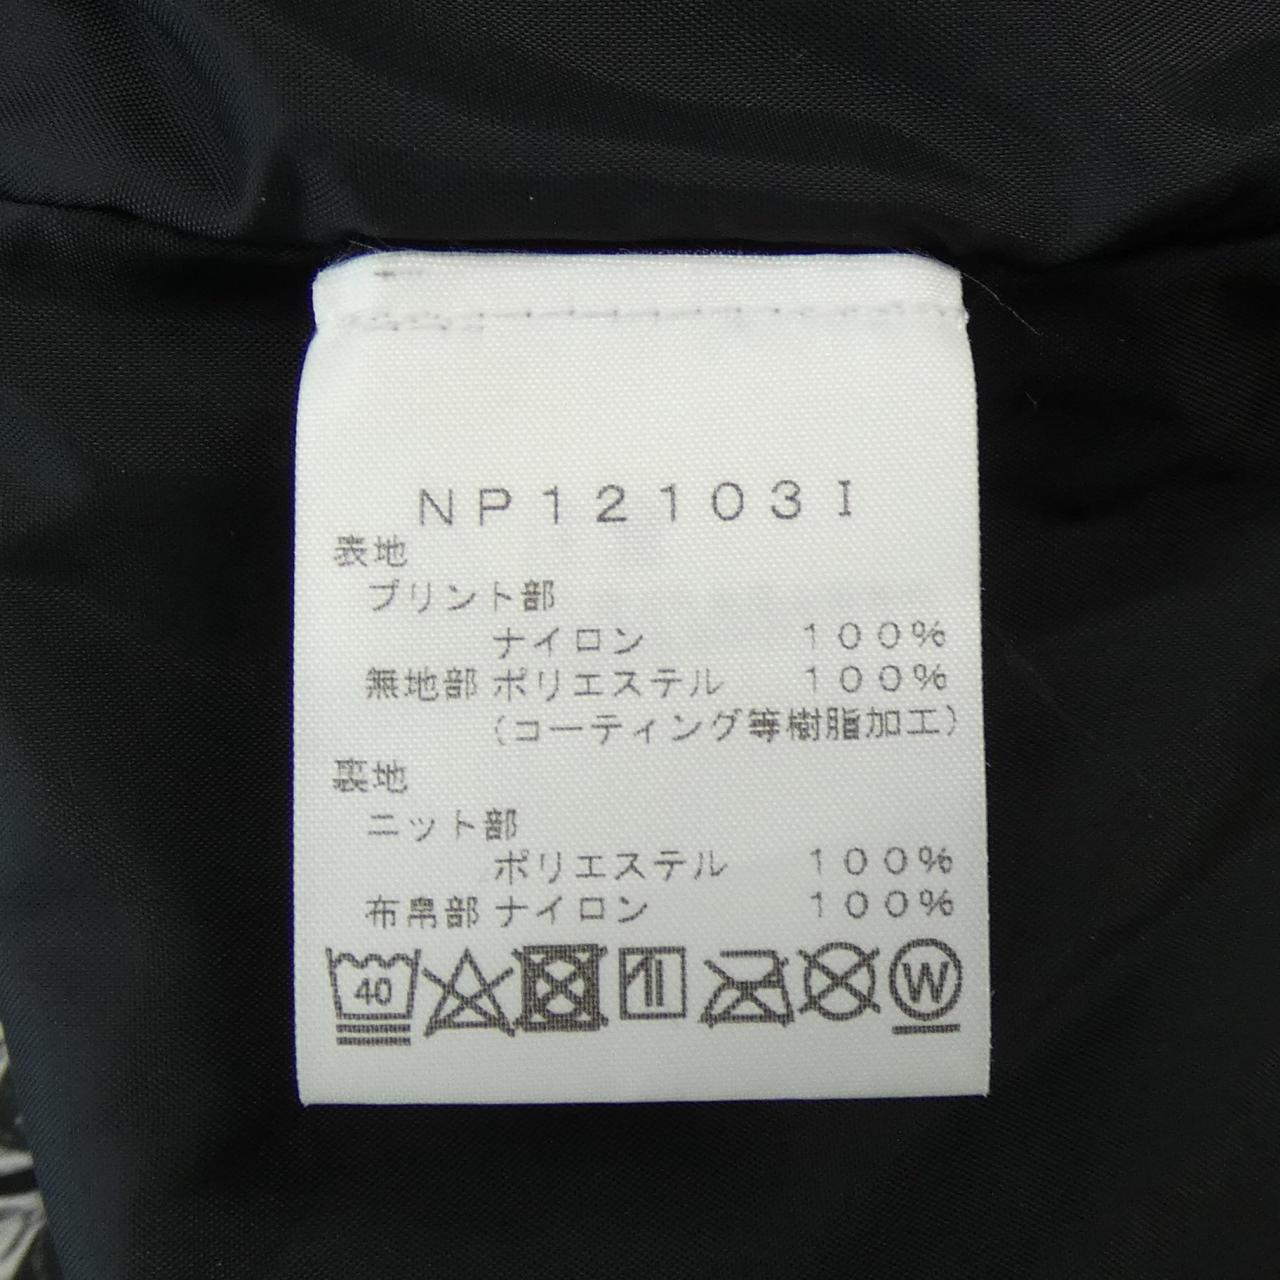 NP12103I
表地
プリント部
ナイロン 100%
無地部 ポリエステル 100%
(コーティング等樹脂加工)
裏地
ニット部
ポリエステル 100%
布帛部 ナイロン 100%
40 W